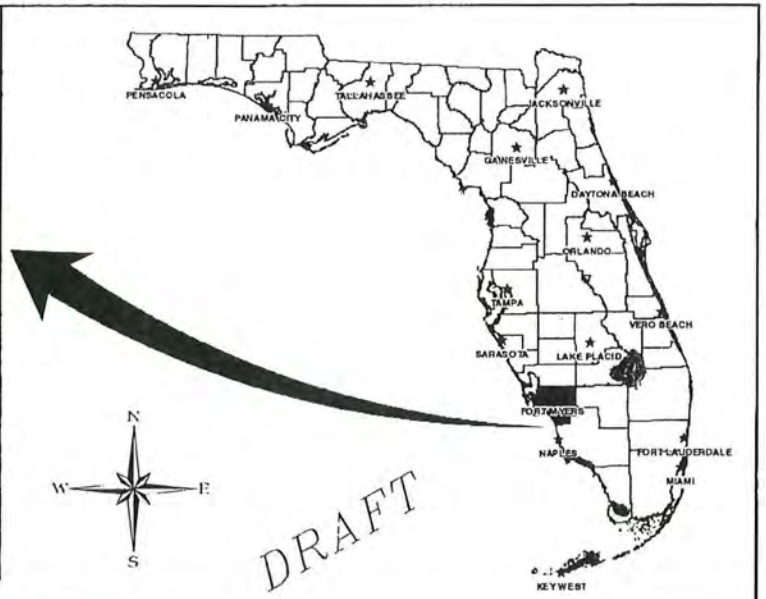 PENSACOLA
TALLAHASSEE
JACKSONVILLE
PANAMA CITY
GAINESVILLE
DAYTONA BEACH
ORLANDO
TAMPA
VERO BEACH
SARASOTA
LAKE PLACID
FORT MYERS
NAPLES
FORT LAUDERDALE
MIAMI
KEY WEST
N
W
E
S
DRAFT